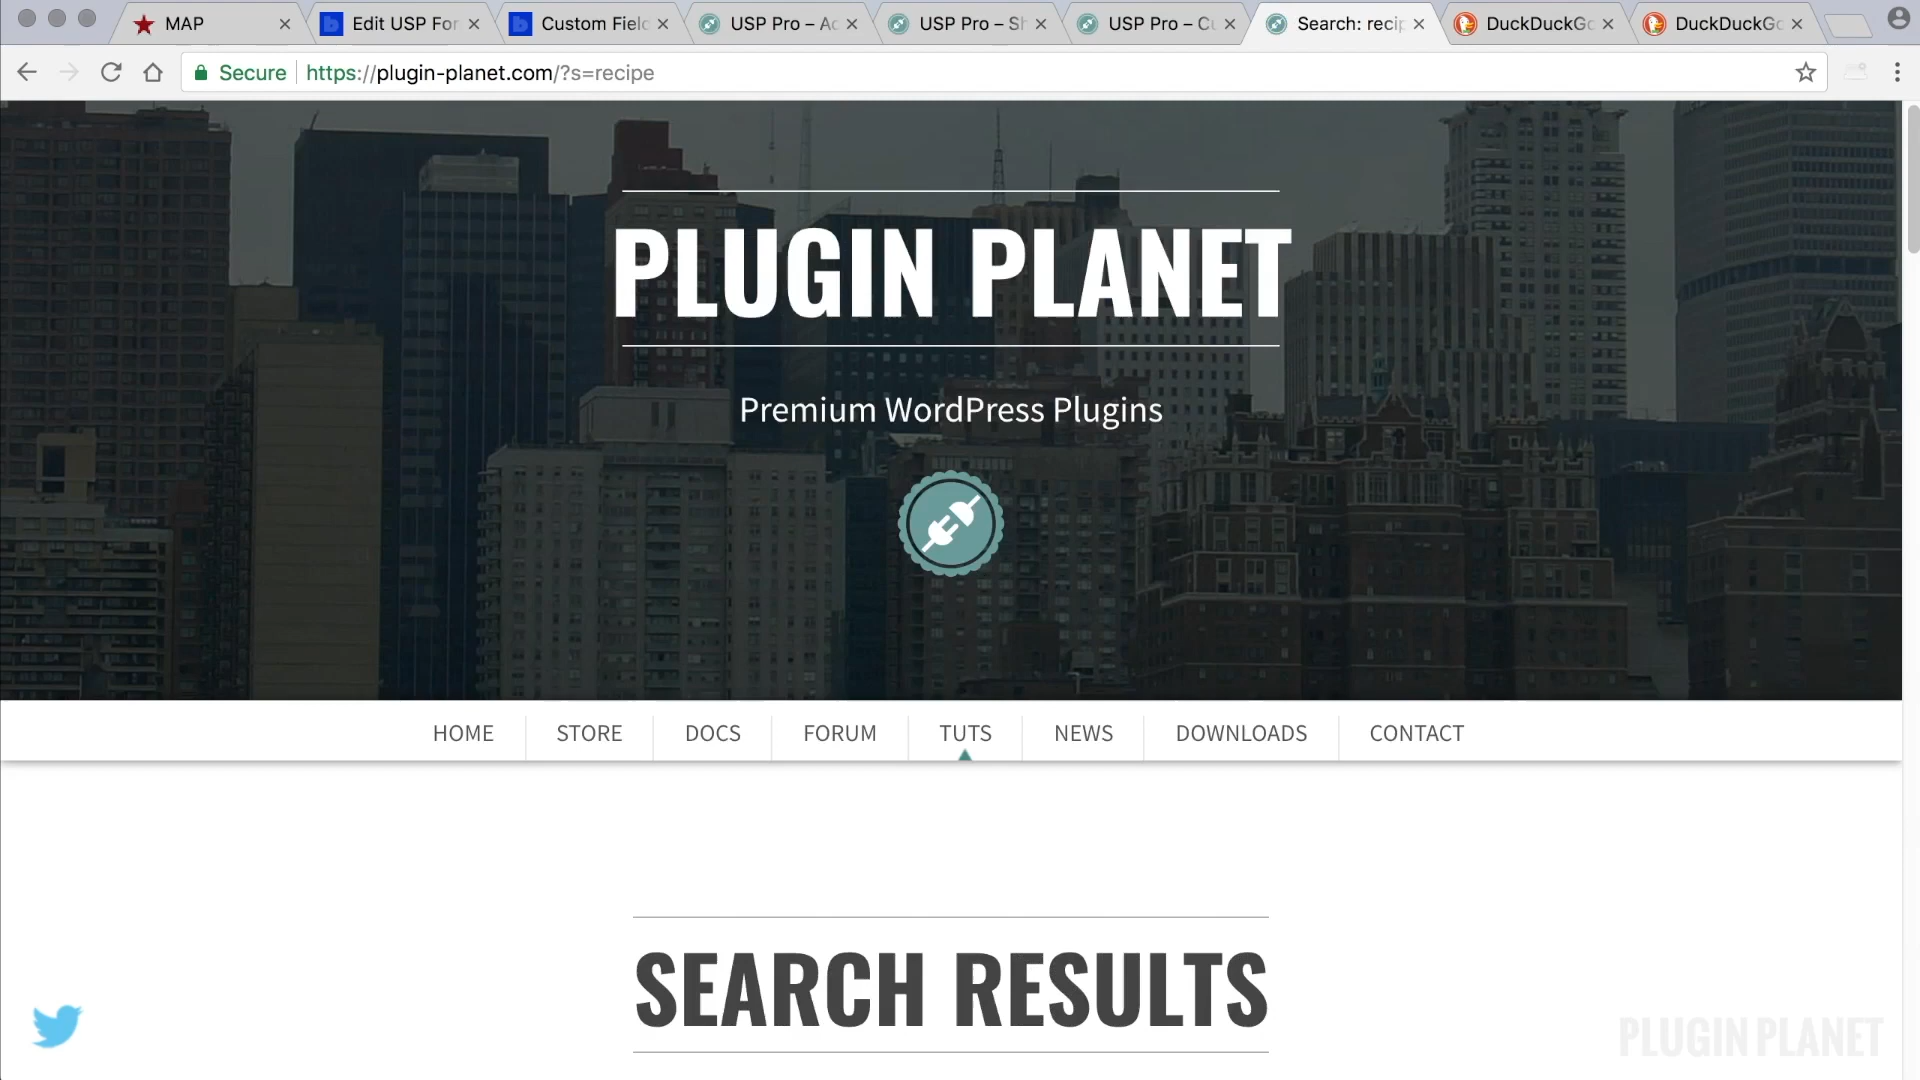 MAP
Edit USP For
Custom Field
USP Pro – Ac
USP Pro – Sh
USP Pro – Cu
Search: recip
DuckDuckGo
DuckDuckGo
Secure
https://plugin-planet.com/?s=recipe
PLUGIN PLANET
Premium WordPress Plugins
HOME
STORE
DOCS
FORUM
TUTS
NEWS
DOWNLOADS
CONTACT
SEARCH RESULTS
PLUGIN PLANET